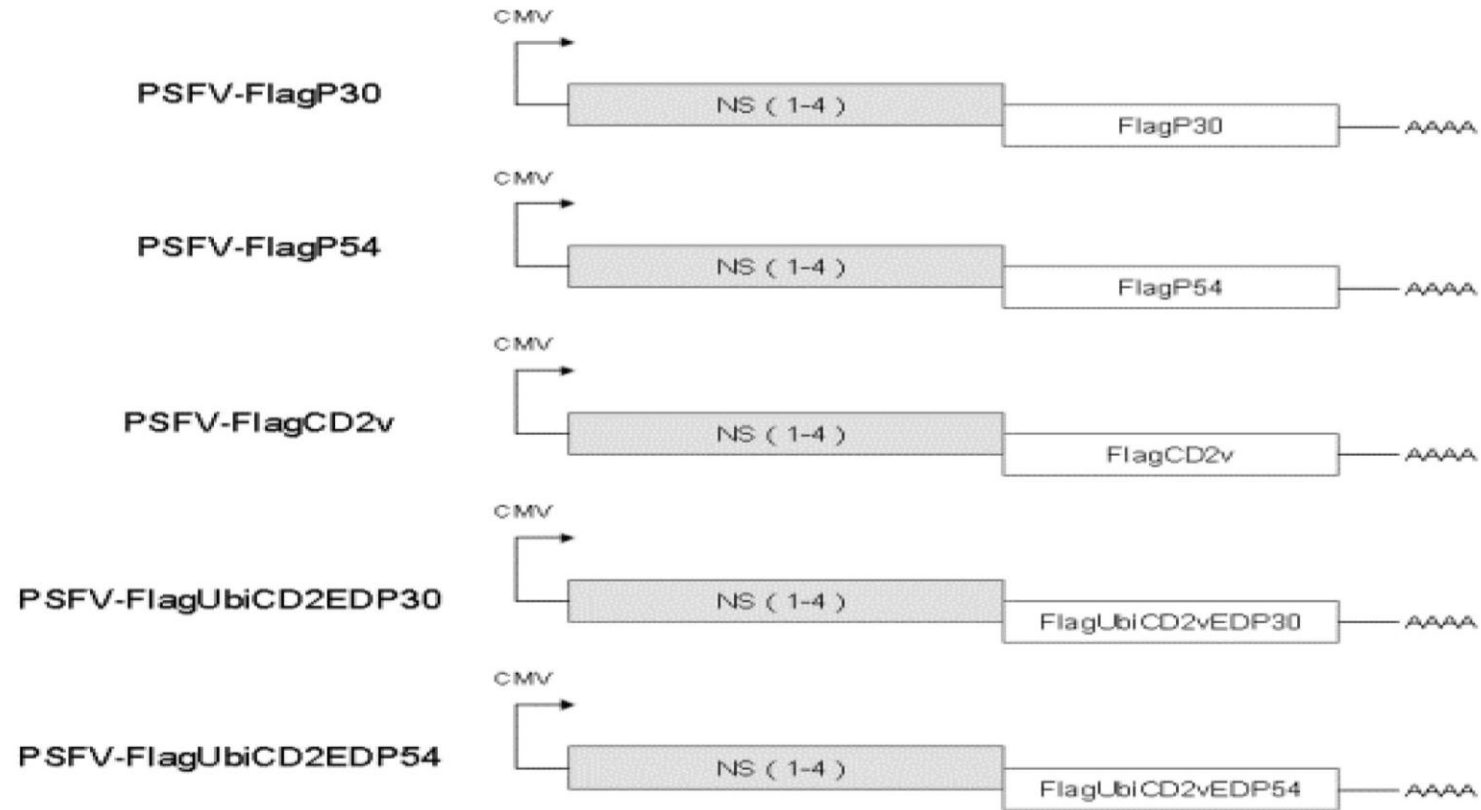 CMV
PSFV-FlagP30
NS ( 1-4 )
FlagP30
AAAA
CMV
PSFV-FlagP54
NS ( 1-4 )
FlagP54
AAAA
CMV
PSFV-FlagCD2v
NS ( 1-4 )
FlagCD2v
AAAA
CMV
PSFV-FlagUbiCD2EDP30
NS ( 1-4 )
FlagUbiCD2vEDP30
AAAA
CMV
PSFV-FlagUbiCD2EDP54
NS ( 1-4 )
FlagUbiCD2vEDP54
AAAA